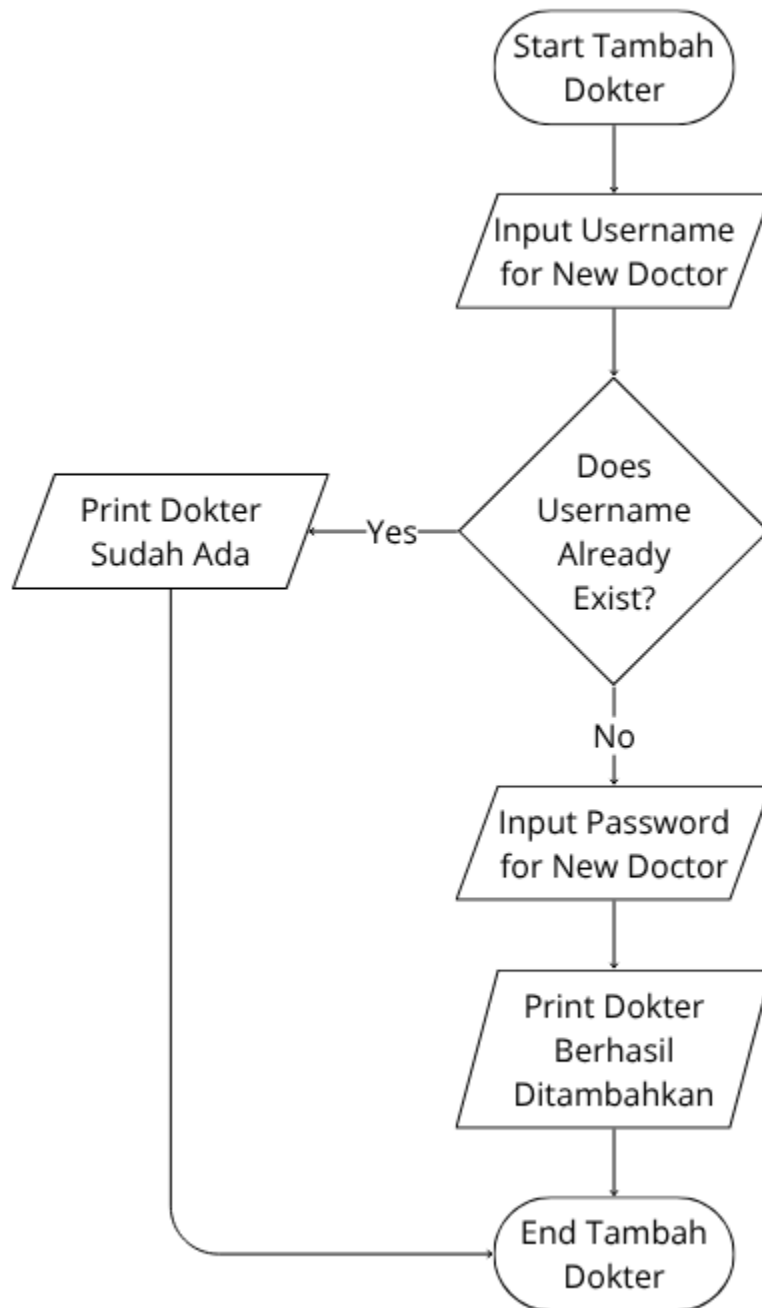 Start Tambah
Dokter
Input Username
for New Doctor
Does
Username
Already
Exist?
Yes
Print Dokter
Sudah Ada
No
Input Password
for New Doctor
Print Dokter
Berhasil
Ditambahkan
End Tambah
Dokter